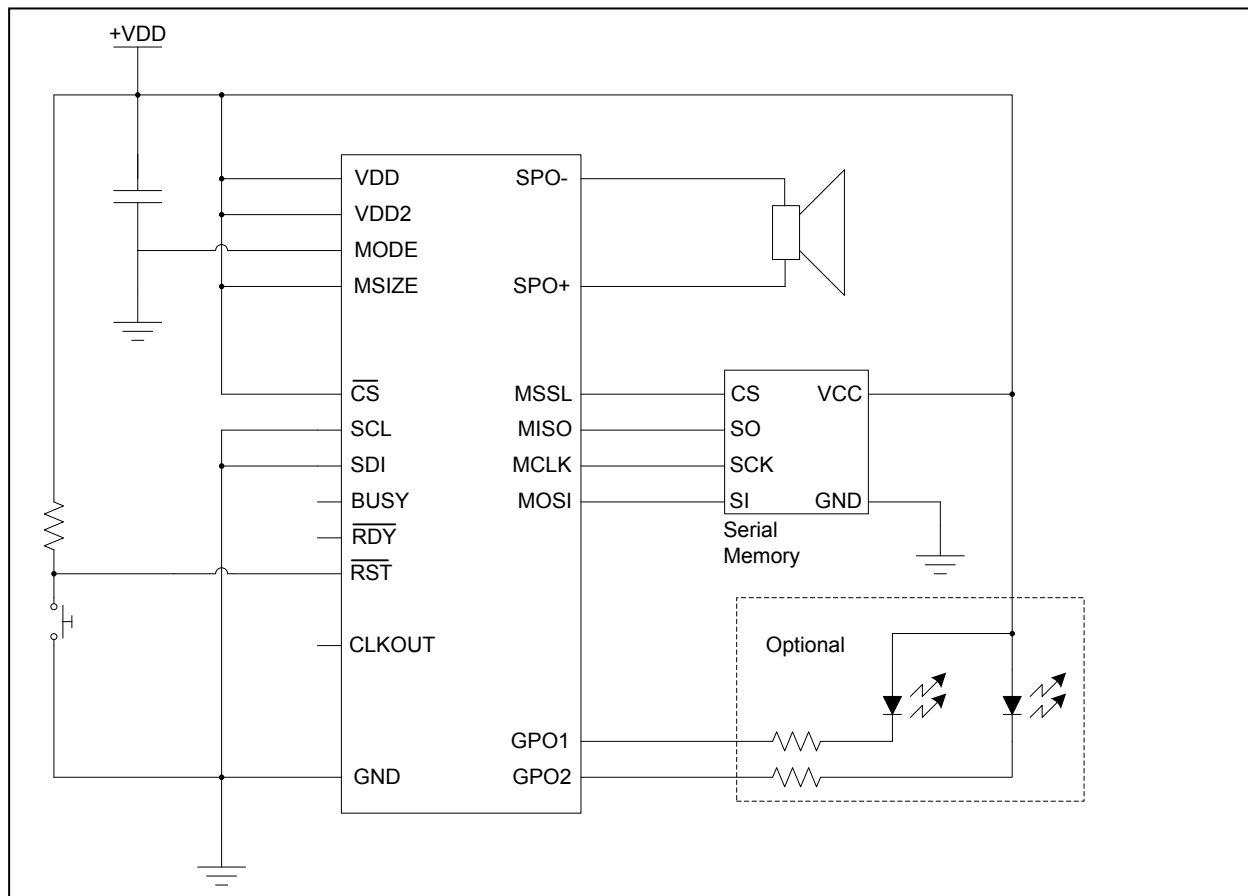 +VDD
VDD
VDD2
MODE
MSIZE
CS
SCL
SDI
BUSY
RDY
RST
CLKOUT
GND
SPO-
SPO+
MSSL
MISO
MCLK
MOSI
GPO1
GPO2
CS
SO
SCK
SI
VCC
GND
Serial
Memory
Optional